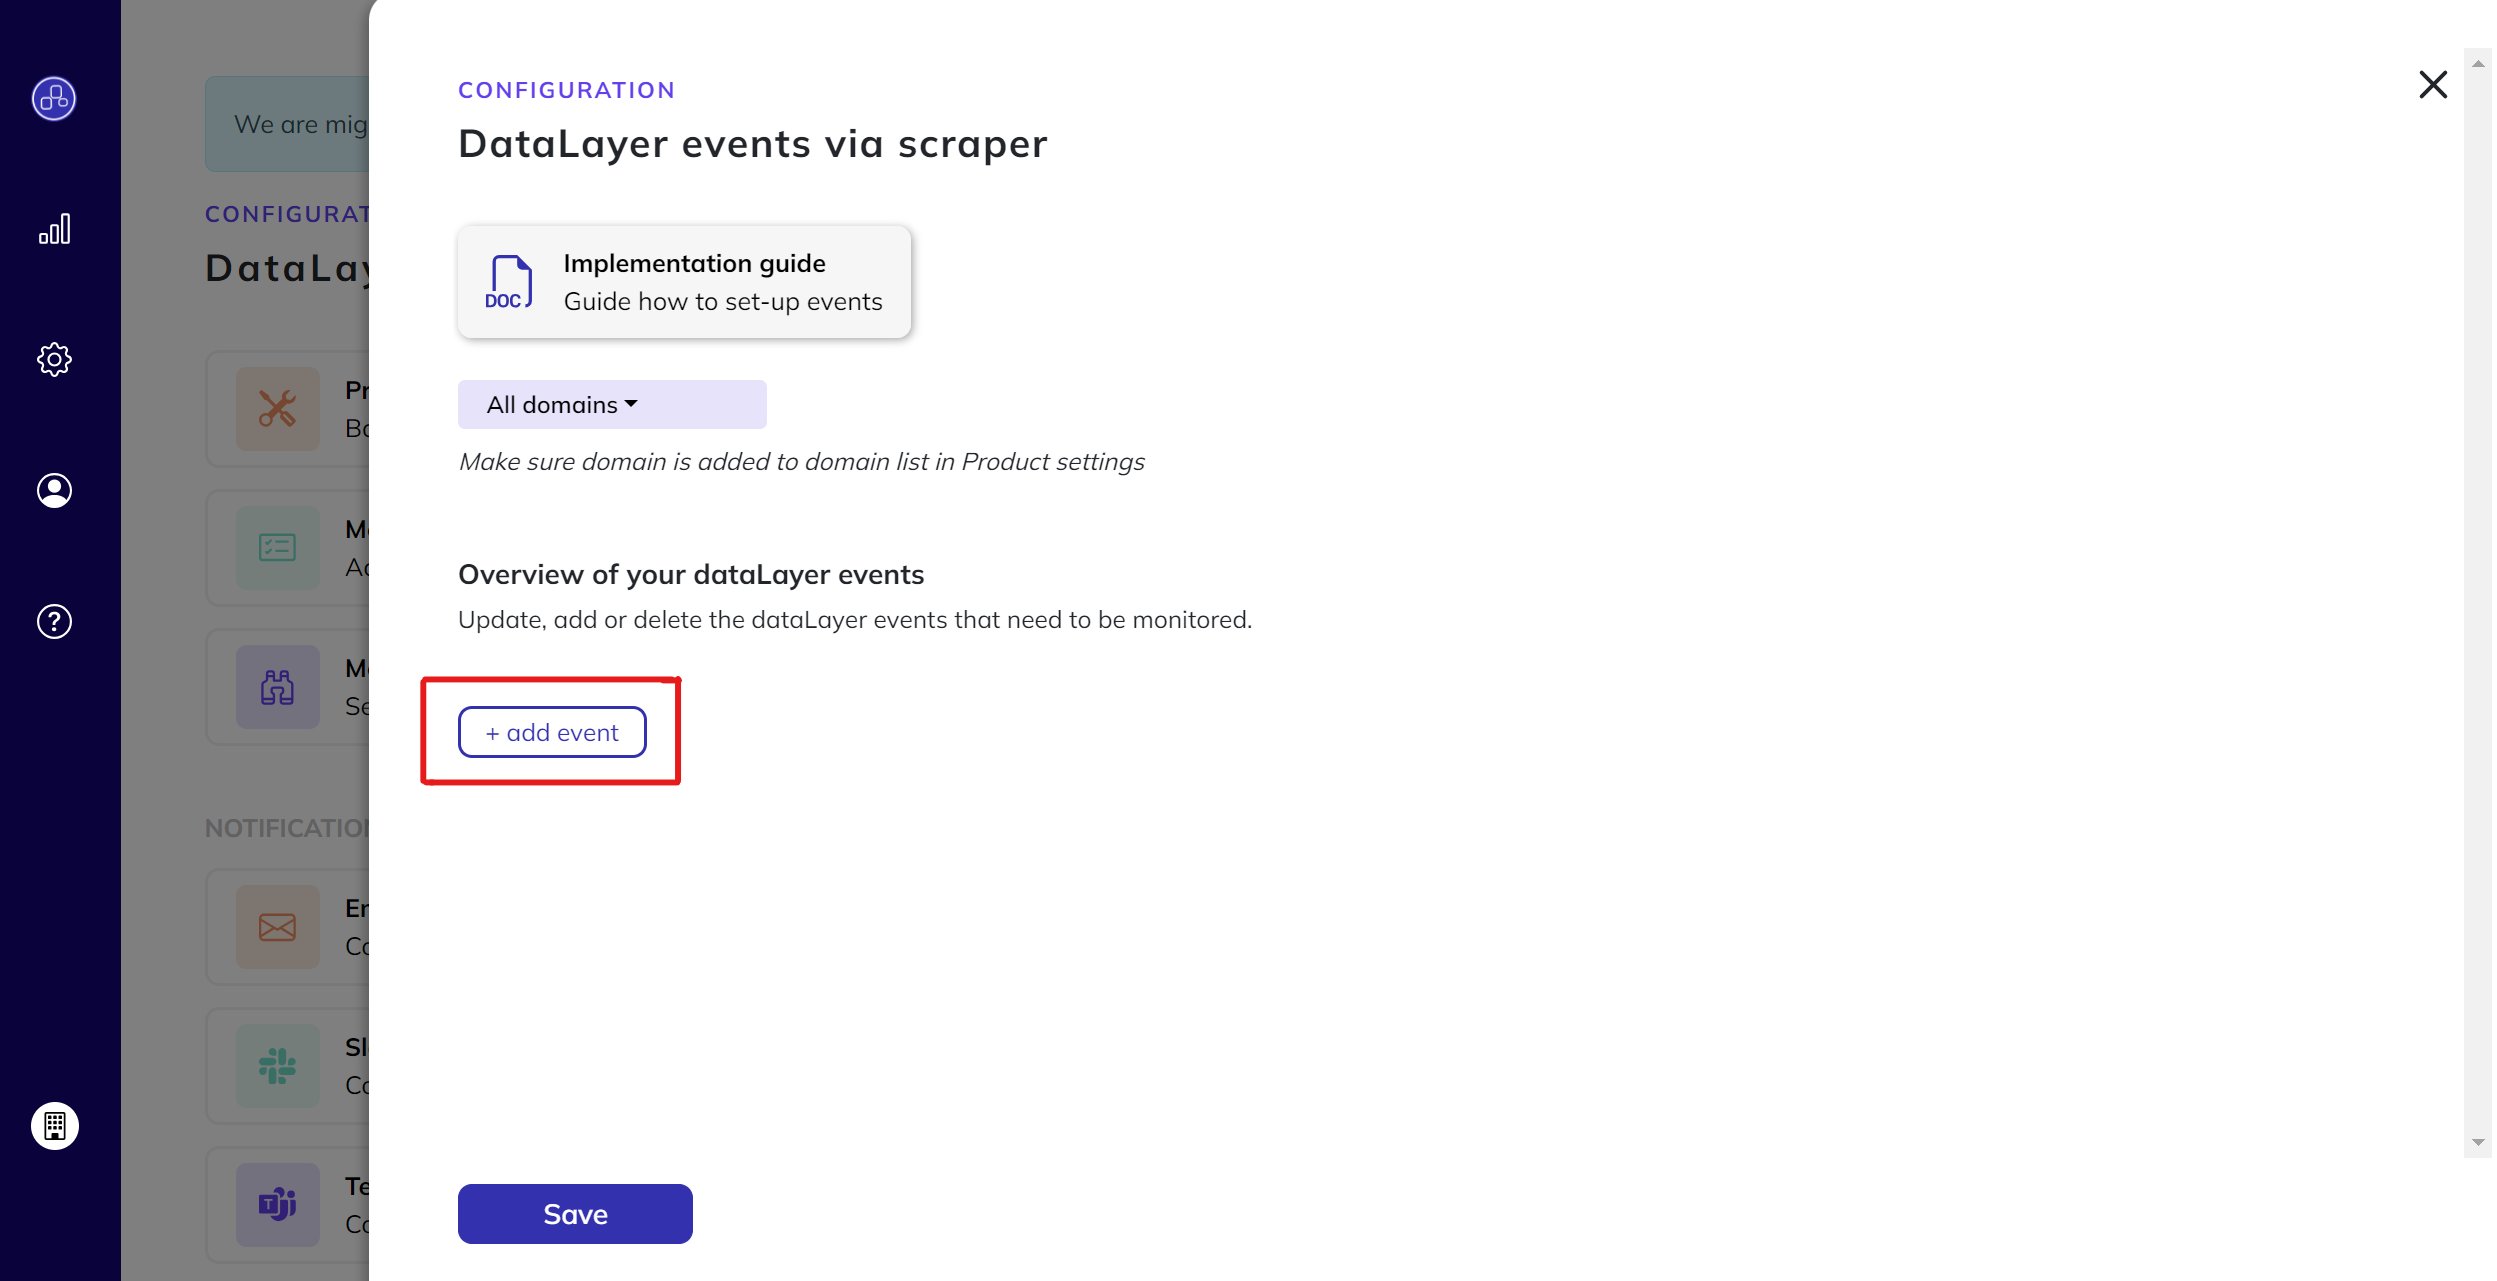 We are mig
CONFIGURAT
DataLay
Pr
Ba
Ac
Se
NOTIFICATION
Er
Co
Sl
Co
Te
Co
CONFIGURATION
DataLayer events via scraper
DOC
Implementation guide
Guide how to set-up events
All domains
Make sure domain is added to domain list in Product settings
Overview of your dataLayer events
Update, add or delete the dataLayer events that need to be monitored.
+ add event
Save